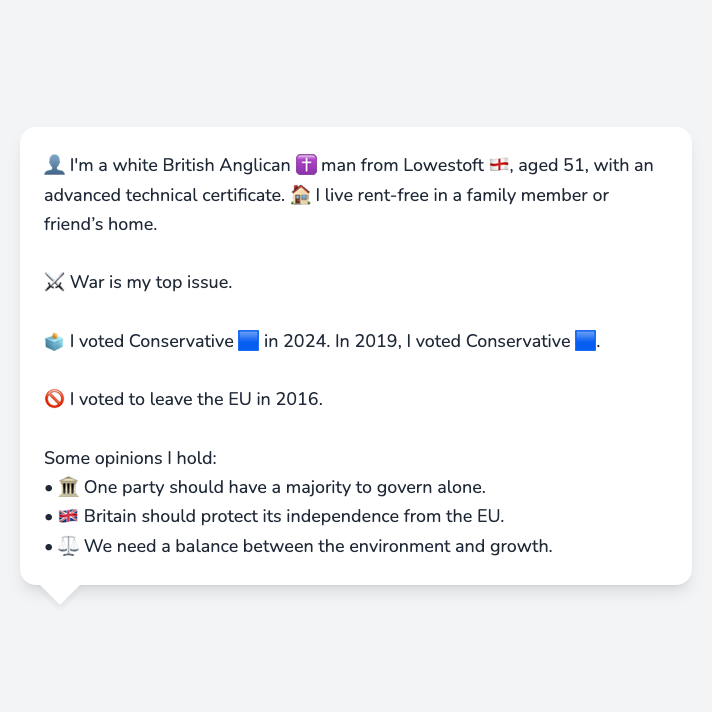 👤 I'm a white British Anglican ✝️ man from Lowestoft 🏴󠁧󠁢󠁥󠁮󠁧󠁿, aged 51, with an
advanced technical certificate. 🏠 I live rent-free in a family member or
friend’s home.
⚔️ War is my top issue.
🗳️ I voted Conservative 🟦 in 2024. In 2019, I voted Conservative 🟦.
🚫 I voted to leave the EU in 2016.
Some opinions I hold:
• 🏛️ One party should have a majority to govern alone.
• 🇬🇧 Britain should protect its independence from the EU.
• ⚖️ We need a balance between the environment and growth.